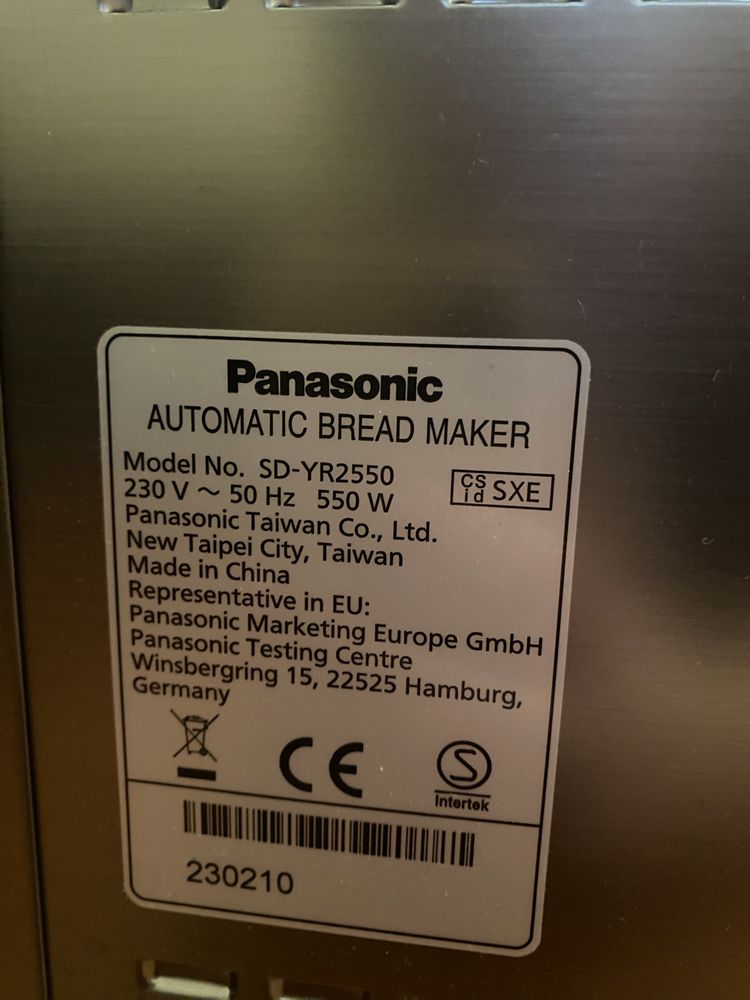 Panasonic
AUTOMATIC BREAD MAKER
Model No. SD-YR2550
CS id SXE
230 V ~ 50 Hz 550 W
Panasonic Taiwan Co., Ltd.
New Taipei City, Taiwan
Made in China
Representative in EU:
Panasonic Marketing Europe GmbH
Panasonic Testing Centre
Winsbergring 15, 22525 Hamburg,
Germany
CE
S
Intertek
230210